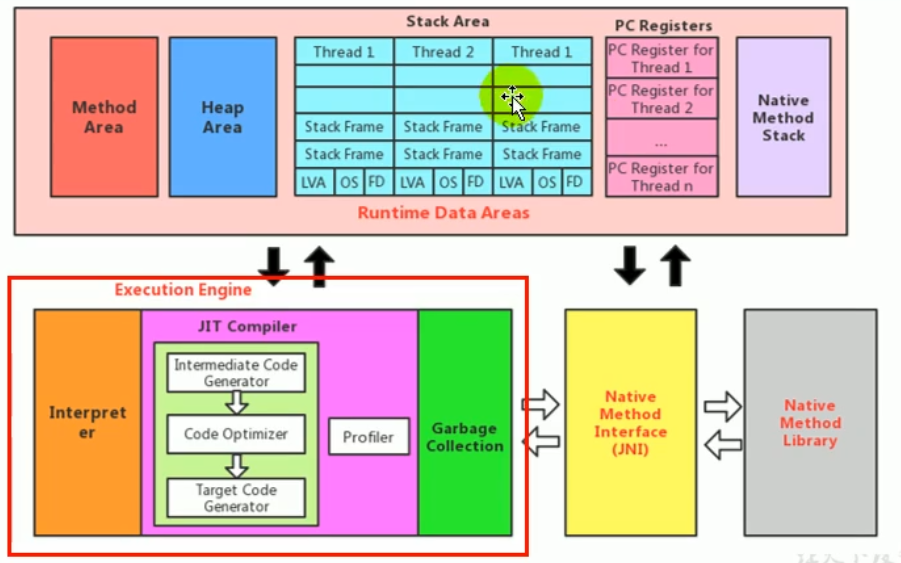 Stack Area
PC Registers
Method
Area
Heap
Area
Thread 1
Thread 2
Thread 1
Stack Frame
Stack Frame
Stack Frame
Stack Frame
Stack Frame
Stack Frame
LVA
OS
FD
LVA
OS
FD
LVA
OS
FD
PC Register for
Thread 1
PC Register for
Thread 2
...
PC Register for
Thread n
Native
Method
Stack
Runtime Data Areas
Execution Engine
Interpret
er
JIT Compiler
Intermediate Code
Generator
Code Optimizer
Target Code
Generator
Profiler
Garbage
Collection
Native
Method
Interface
(JNI)
Native
Method
Library